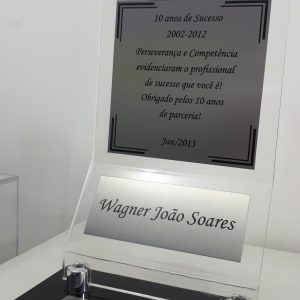 10 anos de Sucesso
2002-2012
Perseverança e Competência
evidenciaram o profissional
de sucesso que você é!
Obrigado pelos 10 anos
de parceria!
Jan/2013
Wagner João Soares